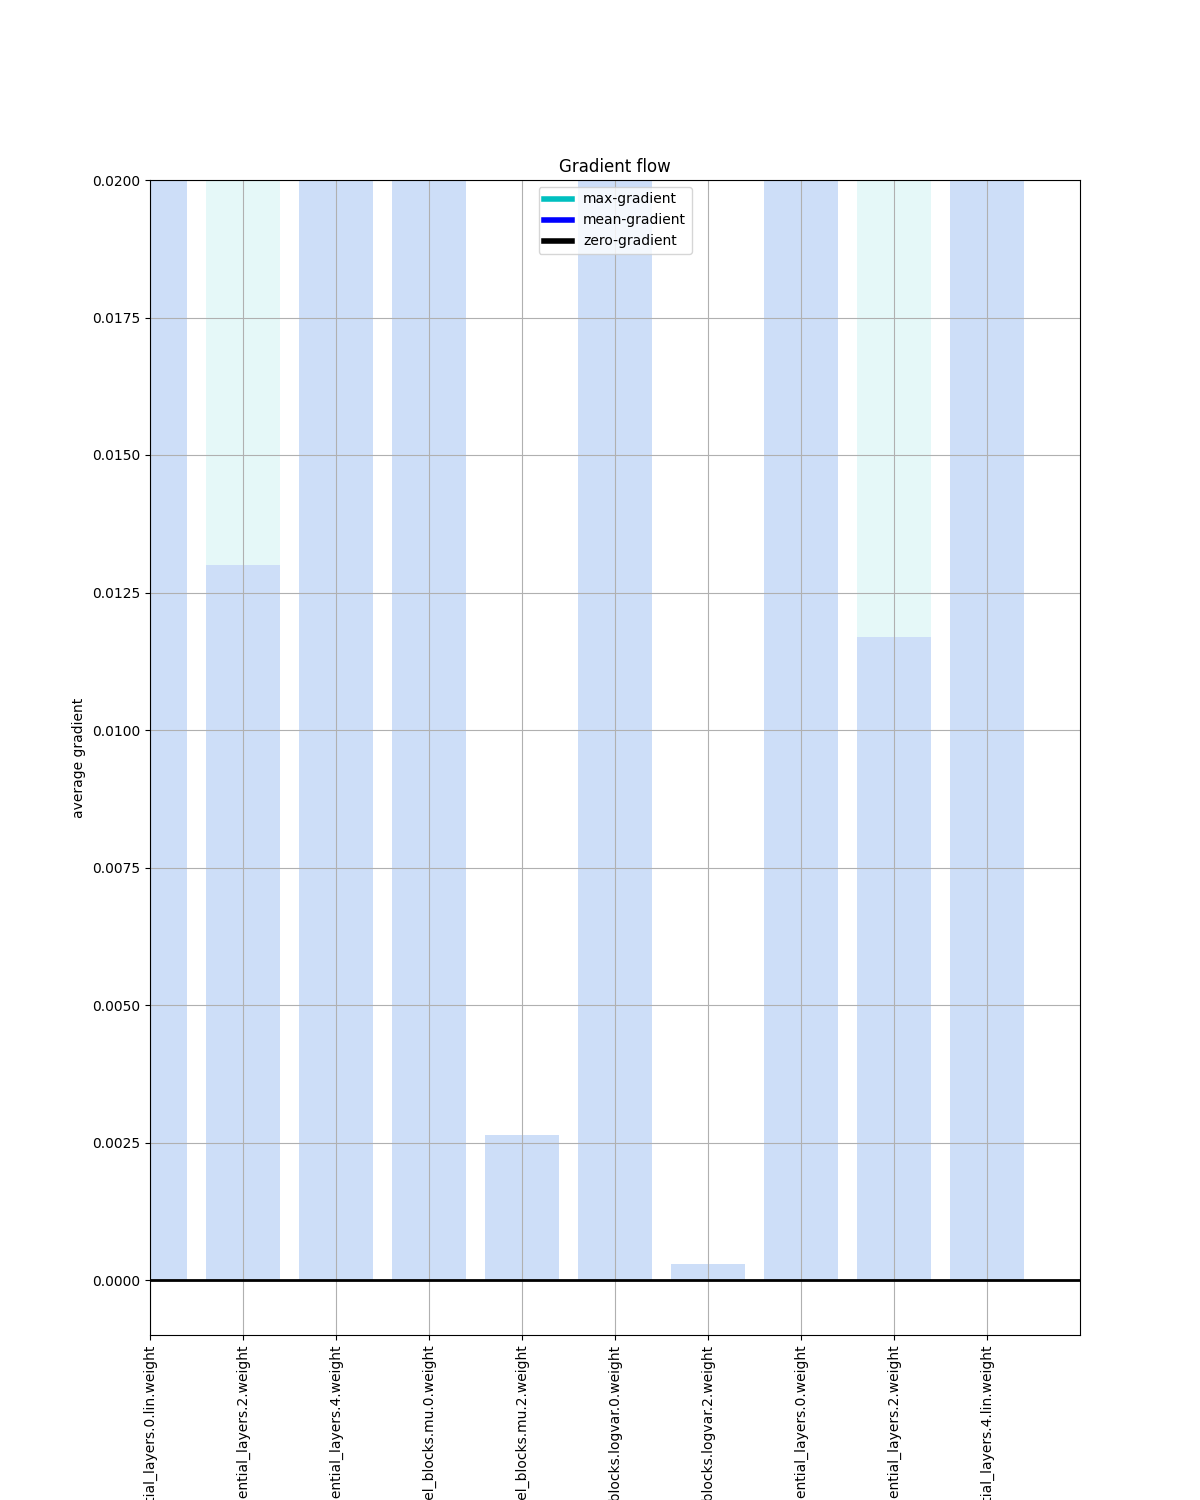 Gradient flow
max-gradient
mean-gradient
zero-gradient
0.0200
0.0175
0.0150
0.0125
0.0100
0.0075
0.0050
0.0025
0.0000
average gradient
tial_layers.0.lin.weight
ential_layers.2.weight
ential_layers.4.weight
el_blocks.mu.0.weight
el_blocks.mu.2.weight
blocks.logvar.0.weight
blocks.logvar.2.weight
ential_layers.0.weight
ential_layers.2.weight
tial_layers.4.lin.weight